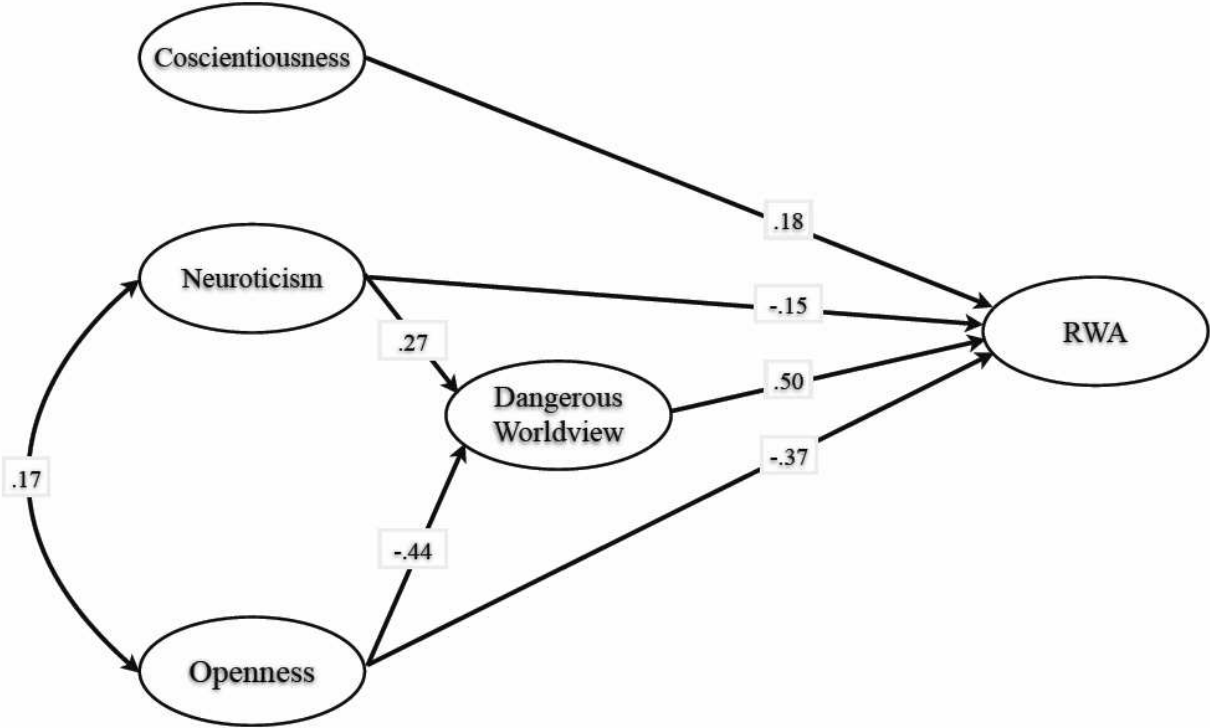 Coscientiousness
.18
Neuroticism
-.15
RWA
.27
.50
Dangerous
Worldview
-.37
.17
-.44
Openness